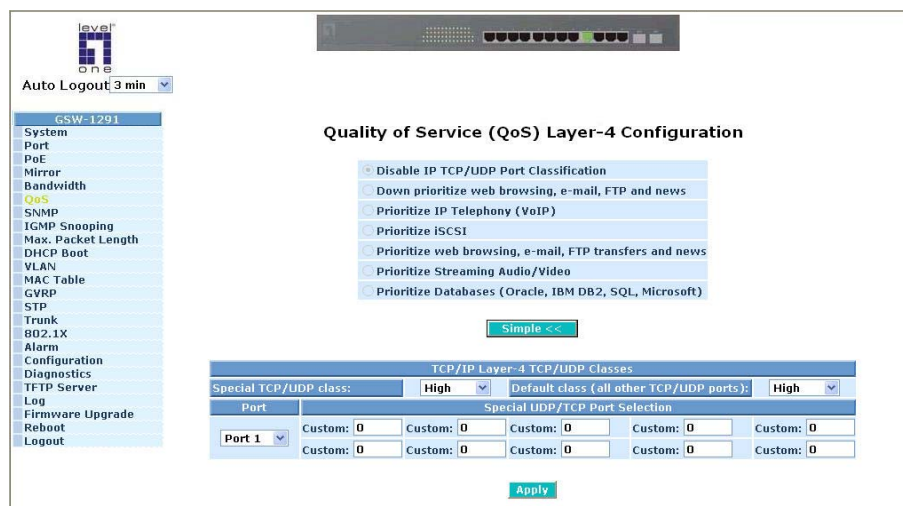 level
one
Auto Logout 3 min
GSW-1291
System
Port
PoE
Mirror
Bandwidth
QoS
SNMP
IGMP Snooping
Max. Packet Length
DHCP Boot
VLAN
MAC Table
GVRP
STP
Trunk
802.1X
Alarm
Configuration
Diagnostics
TFTP Server
Log
Firmware Upgrade
Reboot
Logout
Quality of Service (QoS) Layer-4 Configuration
Disable IP TCP/UDP Port Classification
Down prioritize web browsing, e-mail, FTP and news
Prioritize IP Telephony (VoIP)
Prioritize iSCSI
Prioritize web browsing, e-mail, FTP transfers and news
Prioritize Streaming Audio/Video
Prioritize Databases (Oracle, IBM DB2, SQL, Microsoft)
Simple <<
TCP/IP Layer-4 TCP/UDP Classes
Special TCP/UDP class: High Default class (all other TCP/UDP ports): High
Port Special UDP/TCP Port Selection
Port 1
Custom: 0 Custom: 0 Custom: 0 Custom: 0 Custom: 0
Custom: 0 Custom: 0 Custom: 0 Custom: 0 Custom: 0
Apply